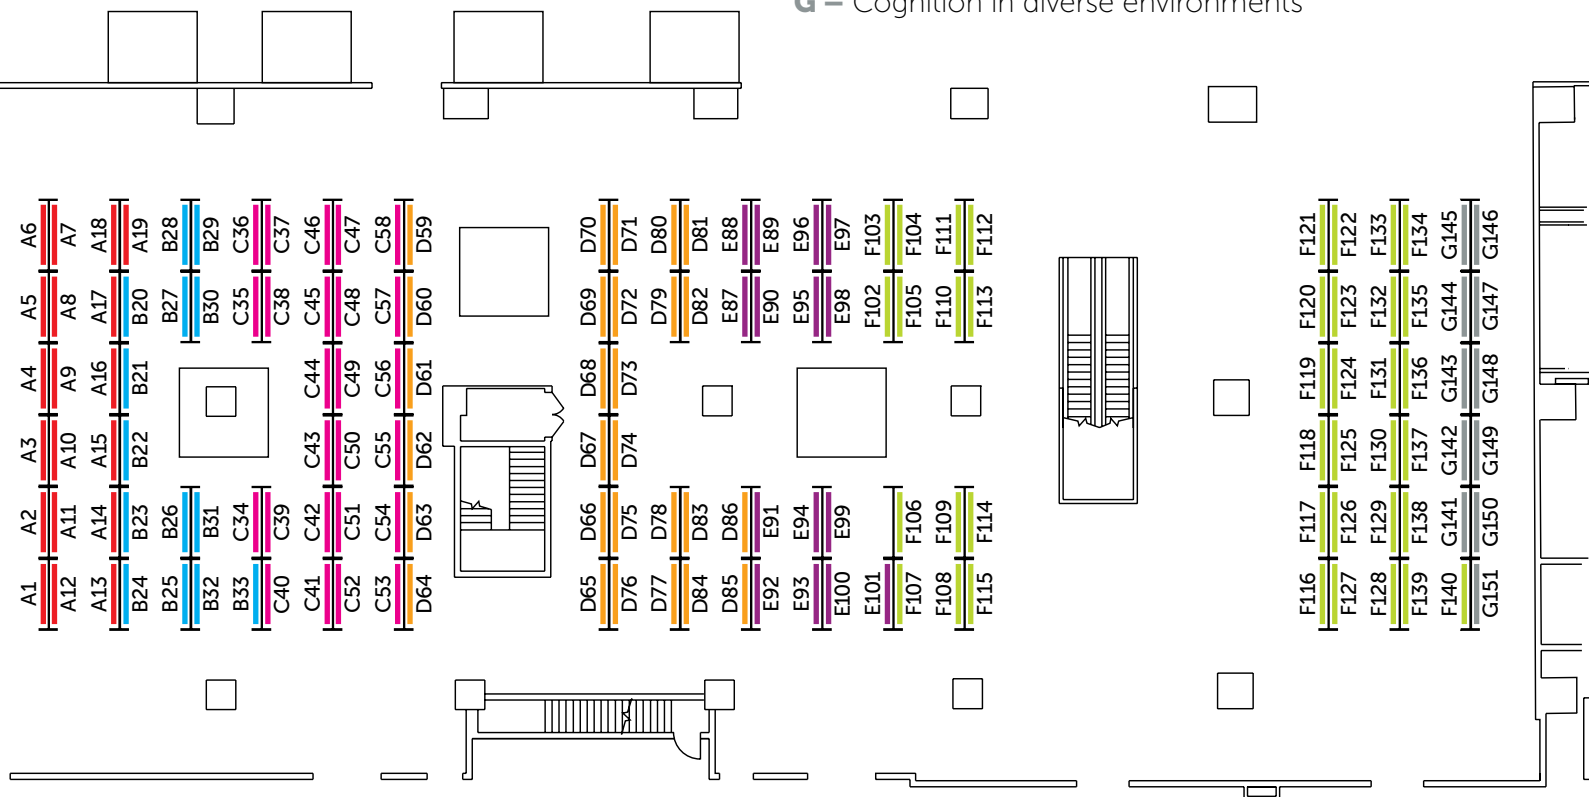 G – Cognition in diverse environments
A6 A7 A18 A19 B28 B29 C36 C37 C46 C47 C58 D59 D70 D71 D80 D81 E88 E89 E96 E97 F103 F104 F111 F112 F121 F122 F133 F134 G145 G146
A5 A8 A17 B20 B27 B30 C35 C38 C45 C48 C57 D60 D69 D72 D79 D82 E87 E90 E95 E98 F102 F105 F110 F113 F120 F123 F132 F135 G144 G147
A4 A9 A16 B21 C44 C49 C56 D61 D68 D73 F119 F124 F131 F136 G143 G148
A3 A10 A15 B22 C43 C50 C55 D62 D67 D74 F118 F125 F130 F137 G142 G149
A2 A11 A14 B23 B26 B31 C34 C39 C42 C51 C54 D63 D66 D75 D78 D83 D86 E91 E94 E99 F106 F109 F114 F117 F126 F129 F138 G141 G150
A1 A12 A13 B24 B25 B32 B33 C40 C41 C52 C53 D64 D65 D76 D77 D84 D85 E92 E93 E100 E101 F107 F108 F115 F116 F127 F128 F139 F140 G151